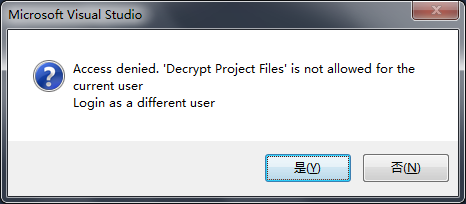 Microsoft Visual Studio
Access denied. 'Decrypt Project Files' is not allowed for the
current user
Login as a different user
是(Y)
否(N)